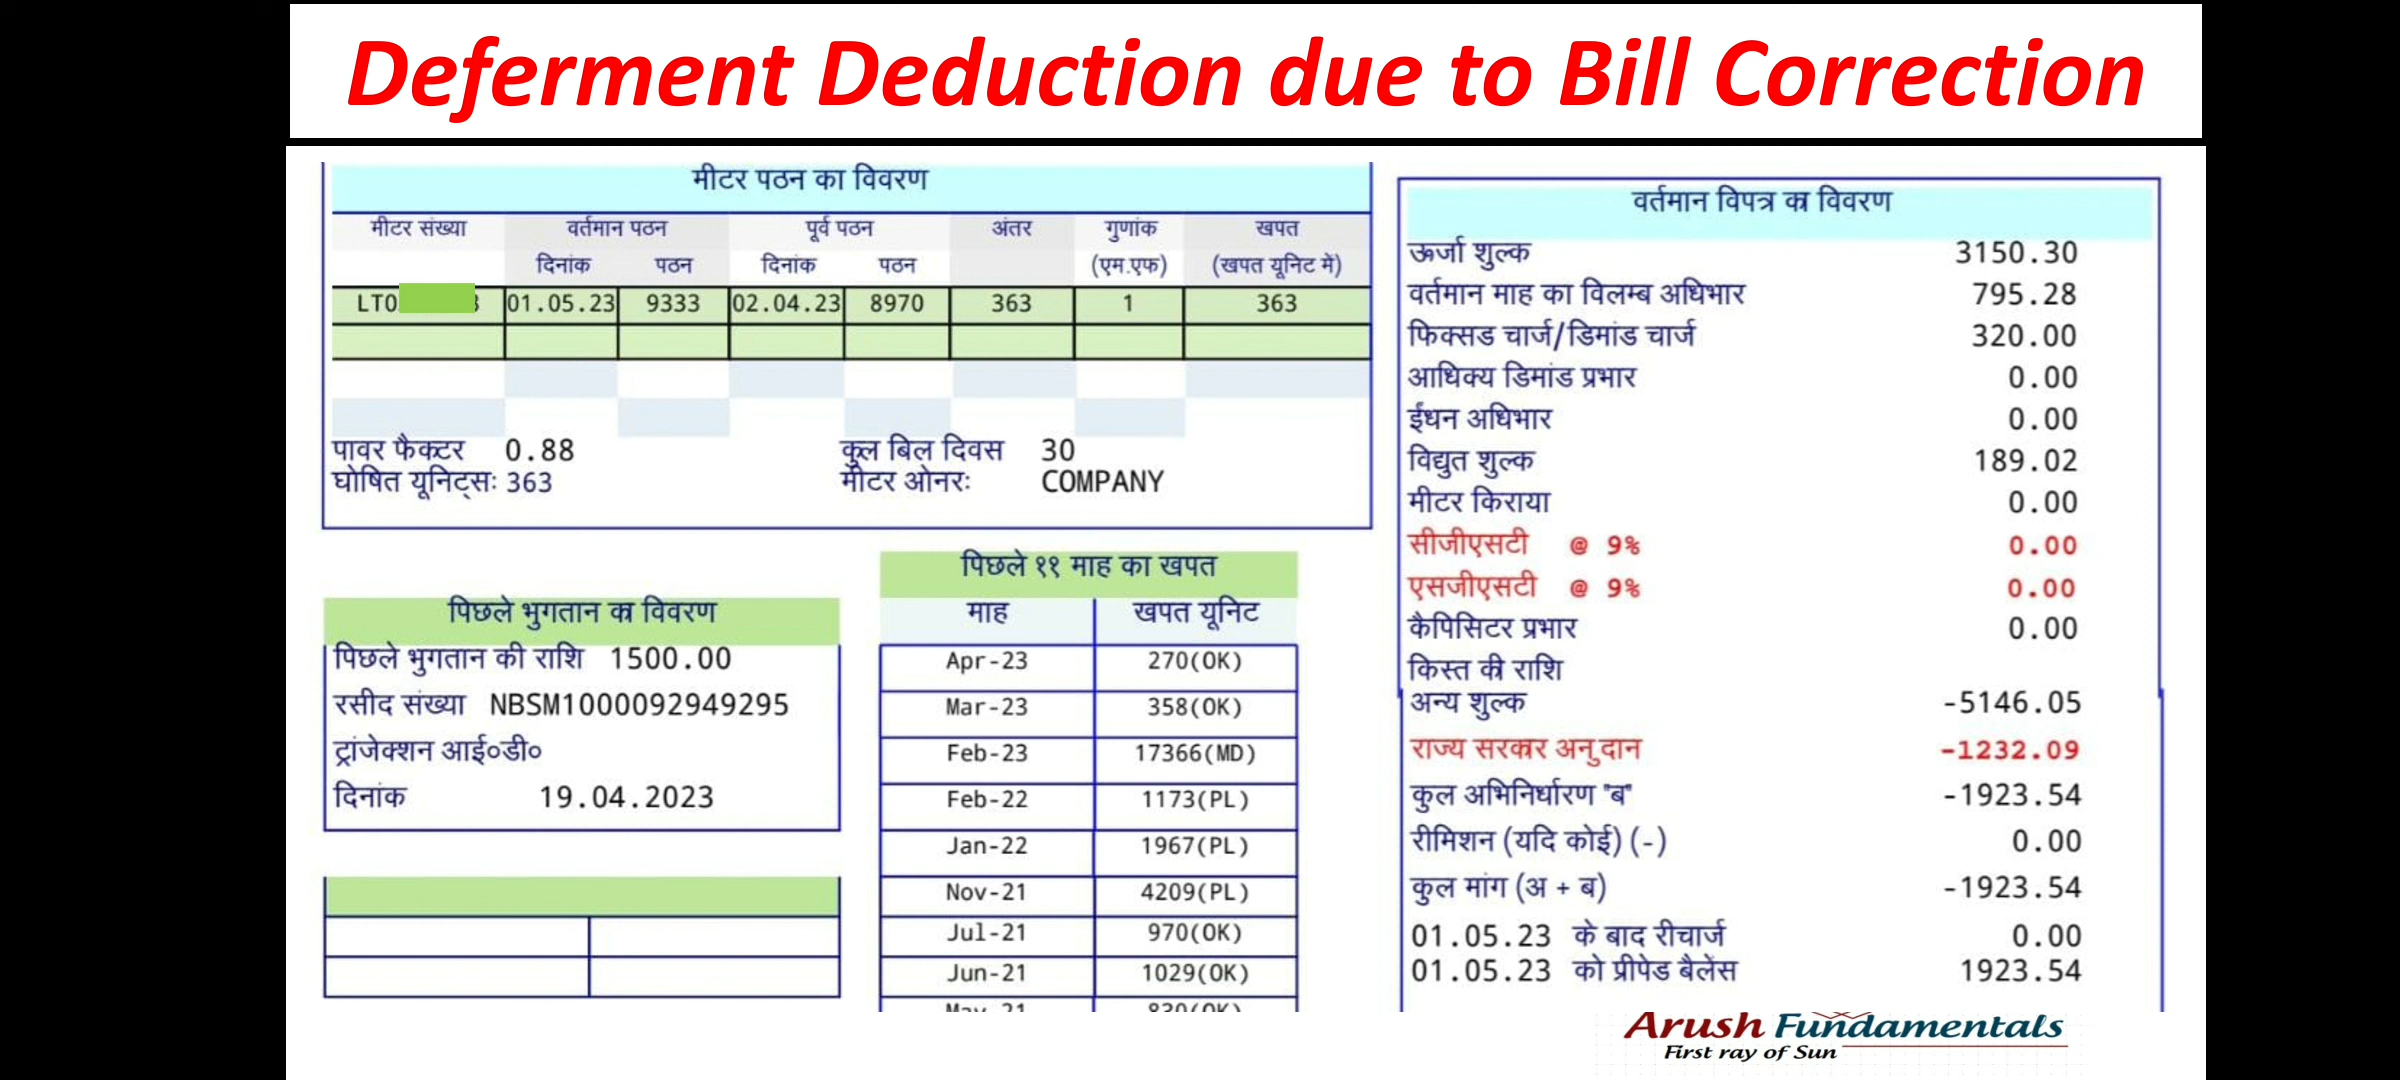 Deferment Deduction due to Bill Correction
मीटर पठन का विवरण
मीटर संख्या वर्तमान पठन पूर्व पठन अंतर गुणांक खपत
दिनांक पठन दिनांक पठन (एम.एफ) (खपत यूनिट में)
LT0 01.05.23 9333 02.04.23 8970 363 1 363
पावर फैक्टर 0.88 कुल बिल दिवस 30
घोषित यूनिट्सः 363 मीटर ओनरः COMPANY
पिछले भुगतान का विवरण
पिछले भुगतान की राशि 1500.00
रसीद संख्या NBSM1000092949295
ट्रांजेक्शन आई०डी०
दिनांक 19.04.2023
पिछले ११ माह का खपत
माह खपत यूनिट
Apr-23 270(OK)
Mar-23 358(OK)
Feb-23 17366(MD)
Feb-22 1173(PL)
Jan-22 1967(PL)
Nov-21 4209(PL)
Jul-21 970(OK)
Jun-21 1029(OK)
वर्तमान विपत्र का विवरण
ऊर्जा शुल्क 3150.30
वर्तमान माह का विलम्ब अधिभार 795.28
फिक्सड चार्ज/डिमांड चार्ज 320.00
आधिक्य डिमांड प्रभार 0.00
ईंधन अधिभार 0.00
विद्युत शुल्क 189.02
मीटर किराया 0.00
सीजीएसटी @ 9% 0.00
एसजीएसटी @ 9% 0.00
कैपिसिटर प्रभार 0.00
किस्त की राशि
अन्य शुल्क -5146.05
राज्य सरकार अनुदान -1232.09
कुल अभिनिर्धारण "ब" -1923.54
रीमिशन (यदि कोई) (-) 0.00
कुल मांग (अ + ब) -1923.54
01.05.23 के बाद रीचार्ज 0.00
01.05.23 को प्रीपेड बैलेंस 1923.54
Arush Fundamentals
First ray of Sun